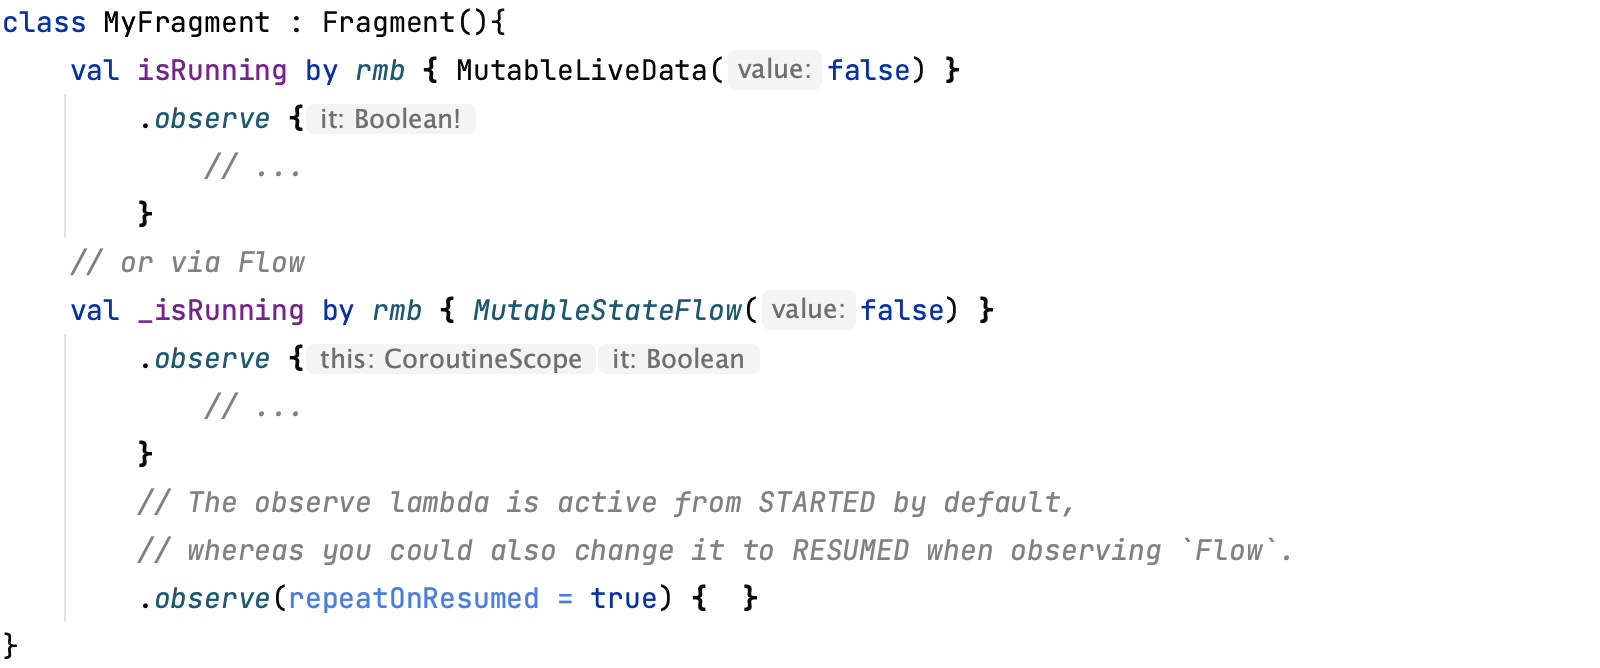 class MyFragment : Fragment(){
    val isRunning by rmb { MutableLiveData( value: false) }
        .observe { it: Boolean!
            // ...
        }
    // or via Flow
    val _isRunning by rmb { MutableStateFlow( value: false) }
        .observe { this: CoroutineScope it: Boolean
            // ...
        }
        // The observe lambda is active from STARTED by default,
        // whereas you could also change it to RESUMED when observing `Flow`.
        .observe(repeatOnResumed = true) {  }
}